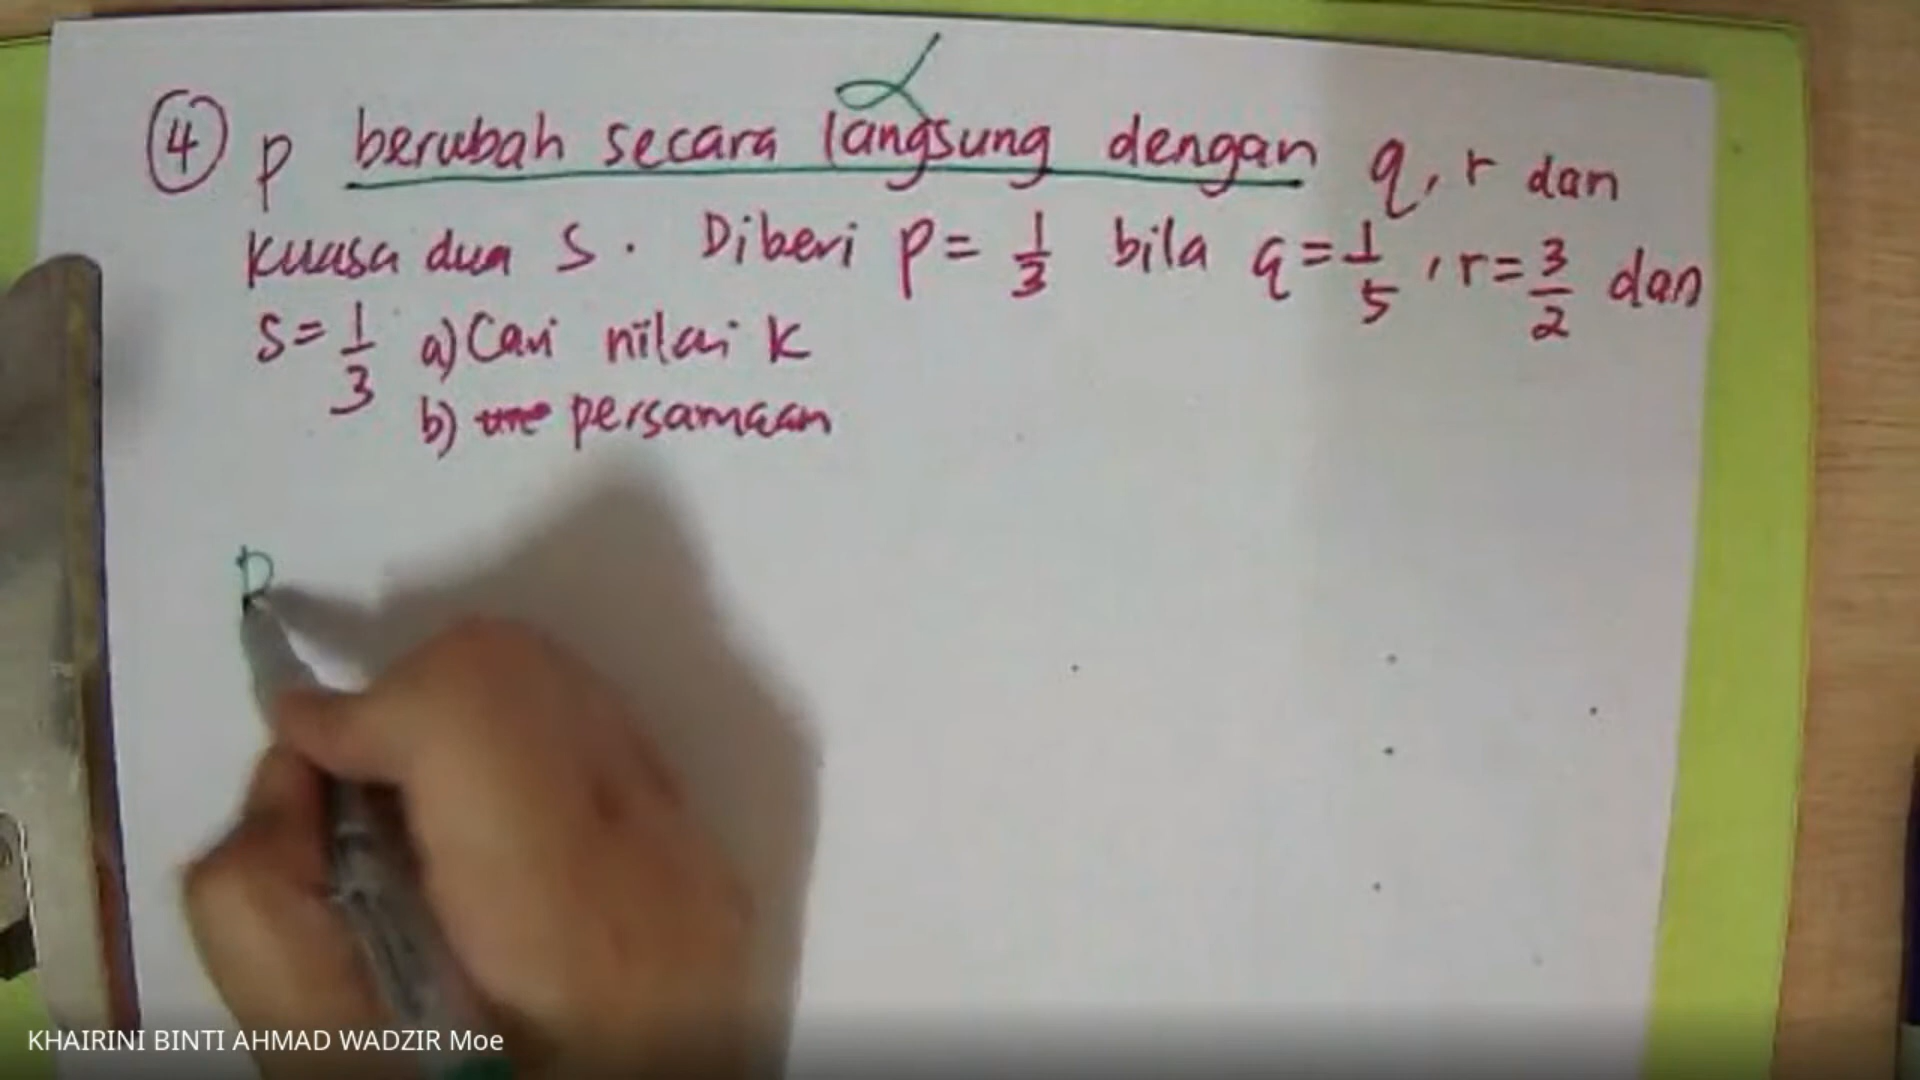 ∝
④ p berubah secara langsung dengan q, r dan
kuasa dua s. Diberi p = 1/3 bila q = 1/5, r = 3/2 dan
s = 1/3 a) Cari nilai k
b) persamaan
P
KHAIRINI BINTI AHMAD WADZIR Moe